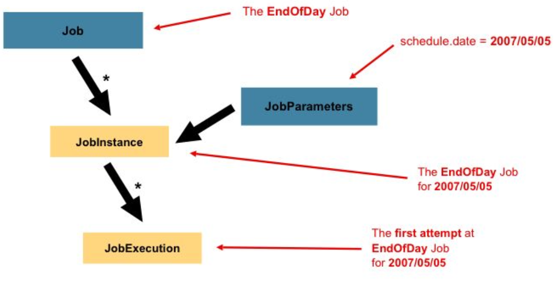 The EndOfDay Job
Job
schedule.date = 2007/05/05
*
JobParameters
JobInstance
The EndOfDay Job
for 2007/05/05
*
The first attempt at
EndOfDay Job
for 2007/05/05
JobExecution